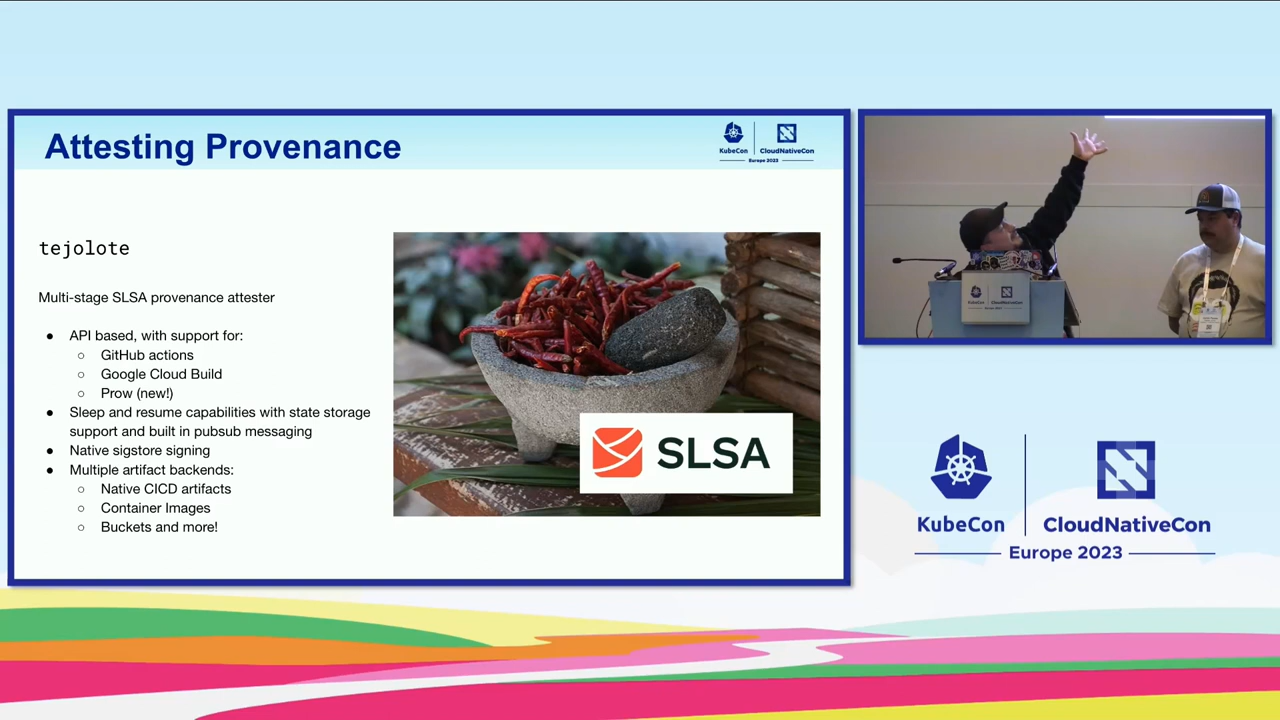 Attesting Provenance
KubeCon
CloudNativeCon
Europe 2023
tejolote
Multi-stage SLSA provenance attester
● API based, with support for:
○ GitHub actions
○ Google Cloud Build
○ Prow (new!)
● Sleep and resume capabilities with state storage
support and built in pubsub messaging
● Native sigstore signing
● Multiple artifact backends:
○ Native CICD artifacts
○ Container Images
○ Buckets and more!
SLSA
KubeCon
CloudNativeCon
Europe 2023